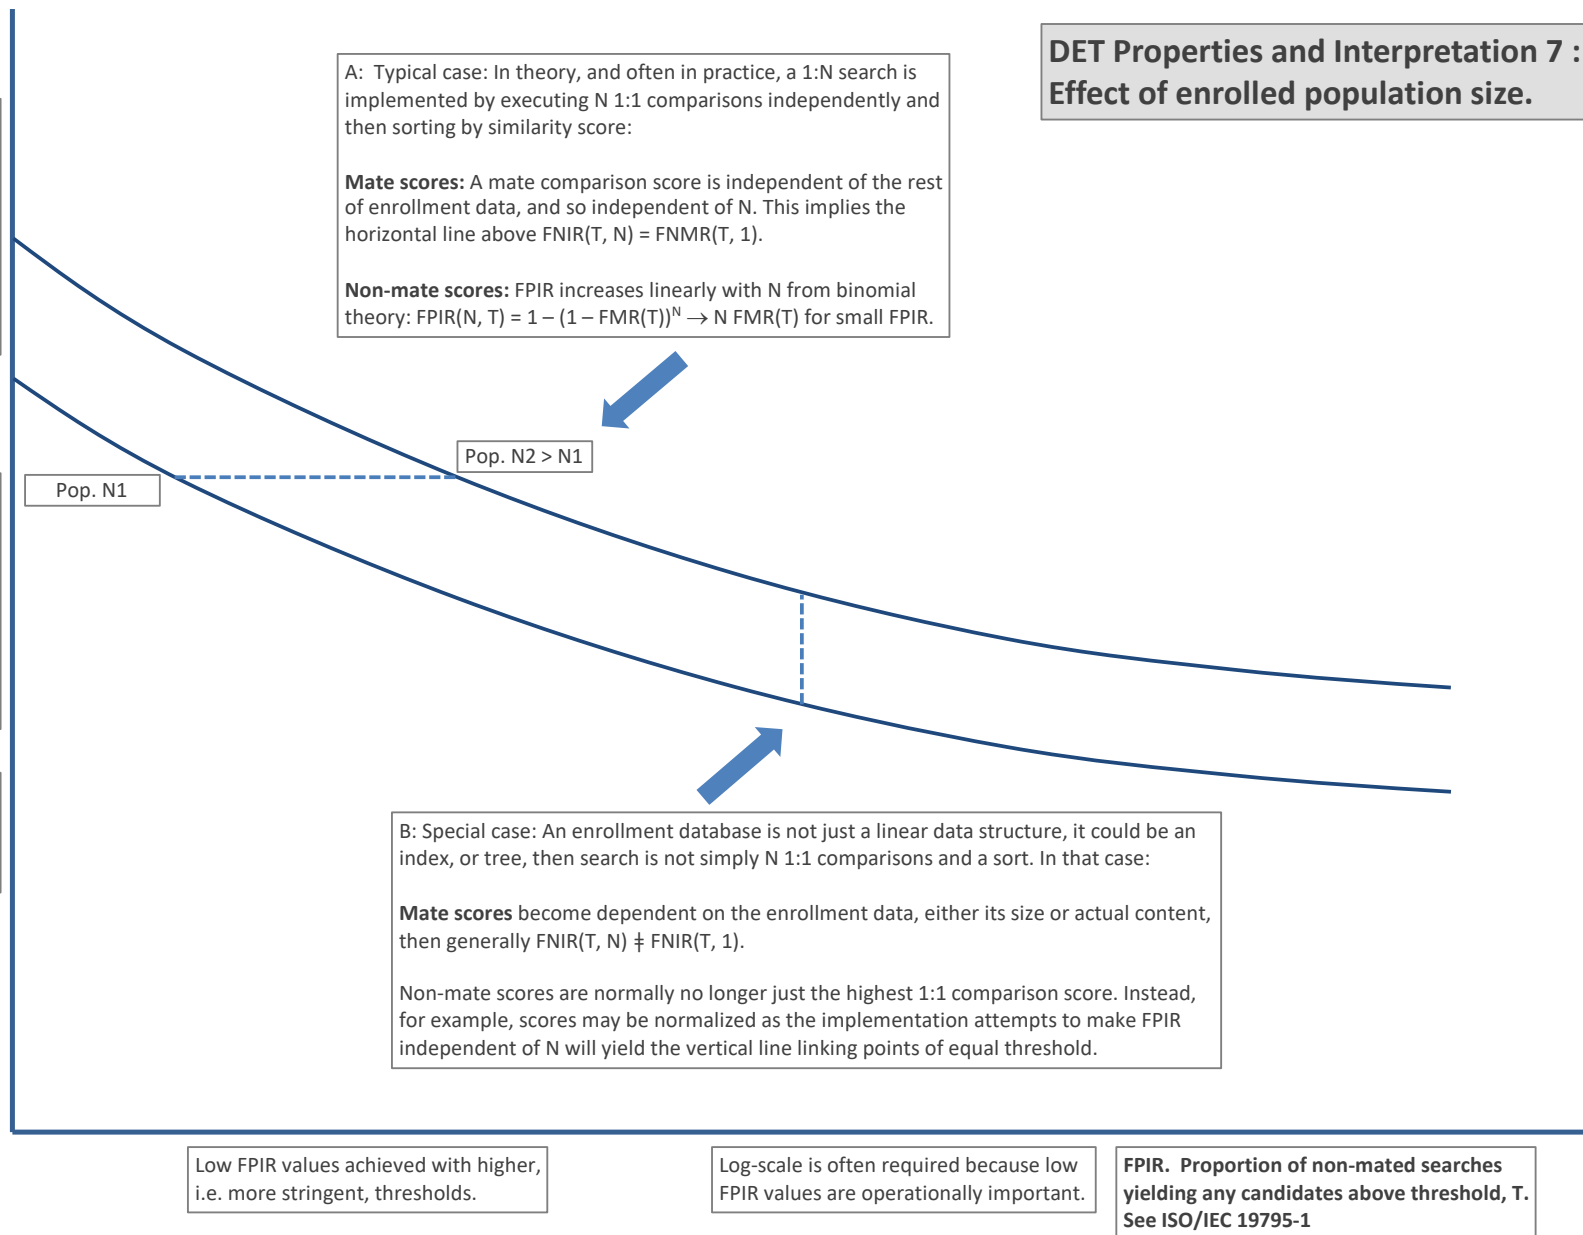 DET Properties and Interpretation 7 :
Effect of enrolled population size.
A: Typical case: In theory, and often in practice, a 1:N search is
implemented by executing N 1:1 comparisons independently and
then sorting by similarity score:
Mate scores: A mate comparison score is independent of the rest
of enrollment data, and so independent of N. This implies the
horizontal line above FNIR(T, N) = FNMR(T, 1).
Non-mate scores: FPIR increases linearly with N from binomial
theory: FPIR(N, T) = 1 – (1 – FMR(T))^N → N FMR(T) for small FPIR.
Pop. N2 > N1
Pop. N1
B: Special case: An enrollment database is not just a linear data structure, it could be an
index, or tree, then search is not simply N 1:1 comparisons and a sort. In that case:
Mate scores become dependent on the enrollment data, either its size or actual content,
then generally FNIR(T, N) ǂ FNIR(T, 1).
Non-mate scores are normally no longer just the highest 1:1 comparison score. Instead,
for example, scores may be normalized as the implementation attempts to make FPIR
independent of N will yield the vertical line linking points of equal threshold.
Low FPIR values achieved with higher,
i.e. more stringent, thresholds.
Log-scale is often required because low
FPIR values are operationally important.
FPIR. Proportion of non-mated searches
yielding any candidates above threshold, T.
See ISO/IEC 19795-1